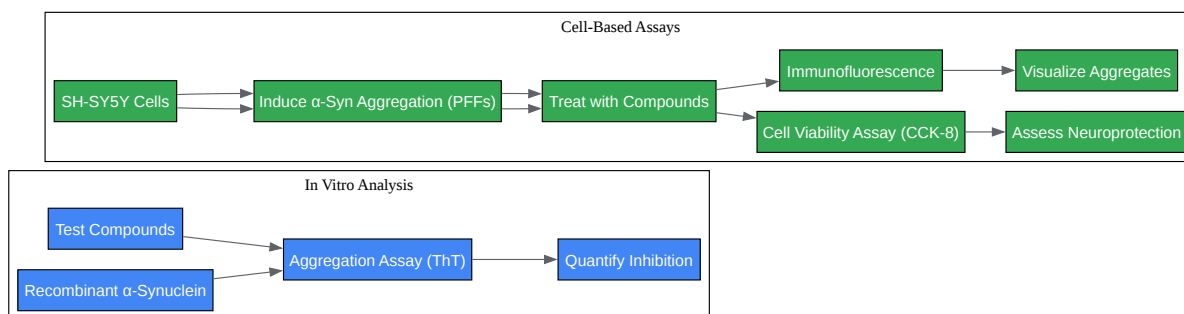 Cell-Based Assays
SH-SY5Y Cells
Induce α-Syn Aggregation (PFFs)
Treat with Compounds
Immunofluorescence
Visualize Aggregates
Cell Viability Assay (CCK-8)
Assess Neuroprotection
In Vitro Analysis
Test Compounds
Recombinant α-Synuclein
Aggregation Assay (ThT)
Quantify Inhibition